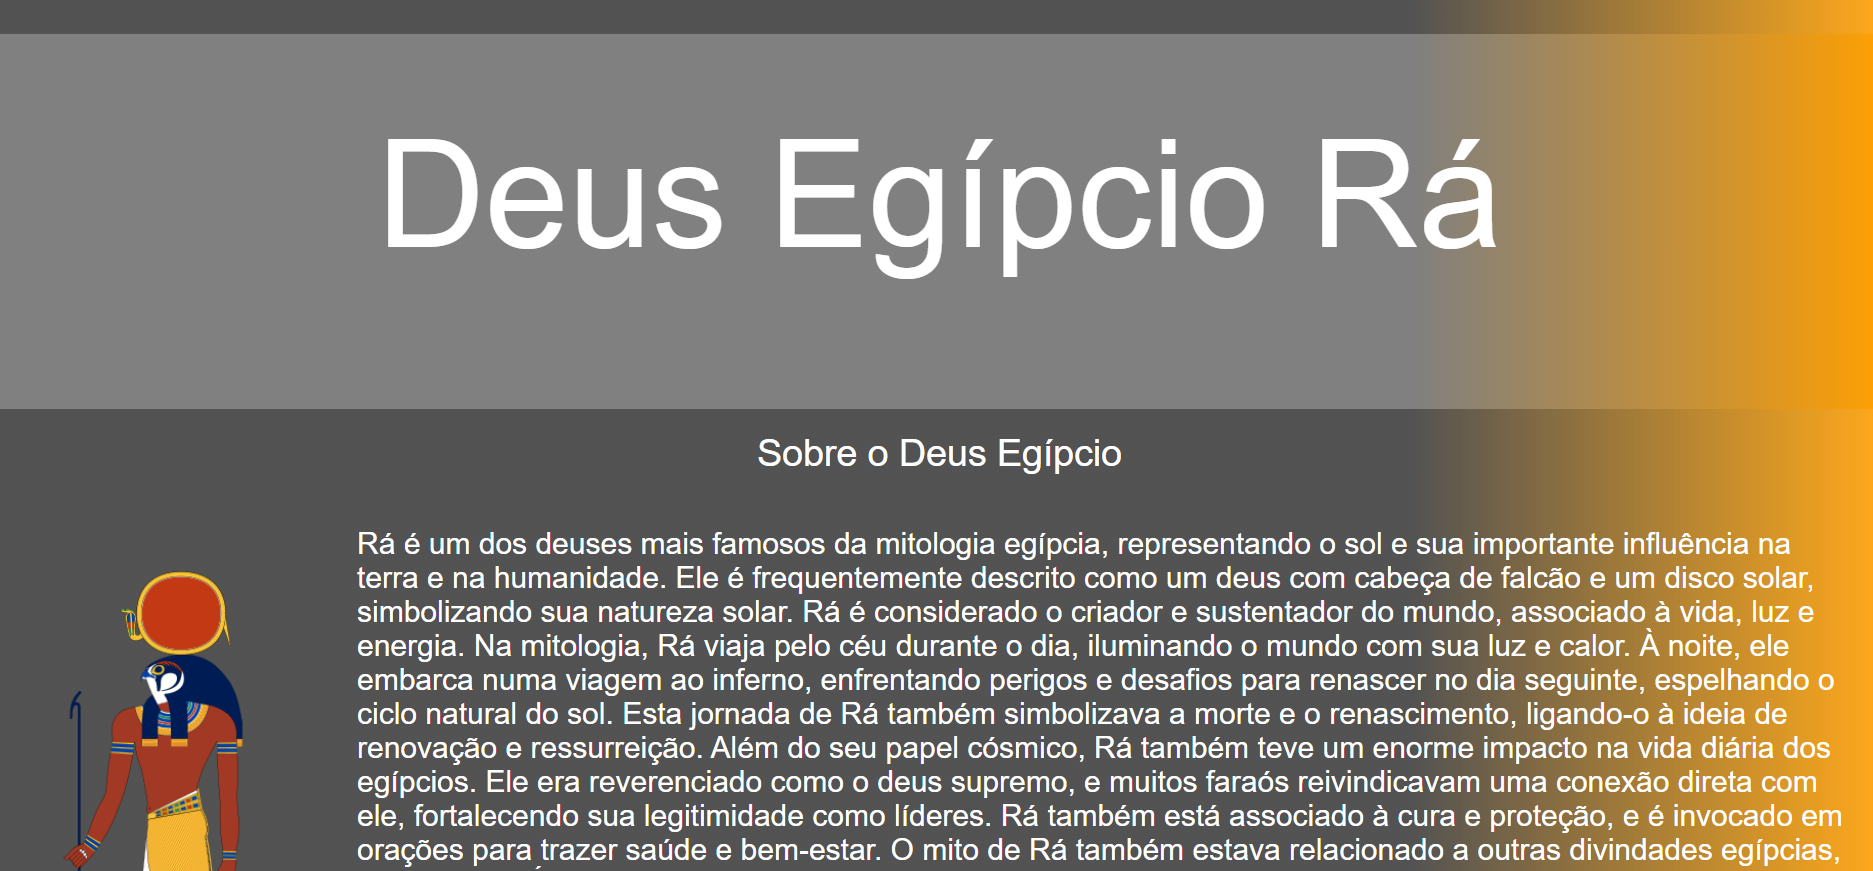 Deus Egípcio Rá
Sobre o Deus Egípcio
Rá é um dos deuses mais famosos da mitologia egípcia, representando o sol e sua importante influência na
terra e na humanidade. Ele é frequentemente descrito como um deus com cabeça de falcão e um disco solar,
simbolizando sua natureza solar. Rá é considerado o criador e sustentador do mundo, associado à vida, luz e
energia. Na mitologia, Rá viaja pelo céu durante o dia, iluminando o mundo com sua luz e calor. À noite, ele
embarca numa viagem ao inferno, enfrentando perigos e desafios para renascer no dia seguinte, espelhando o
ciclo natural do sol. Esta jornada de Rá também simbolizava a morte e o renascimento, ligando-o à ideia de
renovação e ressurreição. Além do seu papel cósmico, Rá também teve um enorme impacto na vida diária dos
egípcios. Ele era reverenciado como o deus supremo, e muitos faraós reivindicavam uma conexão direta com
ele, fortalecendo sua legitimidade como líderes. Rá também está associado à cura e proteção, e é invocado em
orações para trazer saúde e bem-estar. O mito de Rá também estava relacionado a outras divindades egípcias,